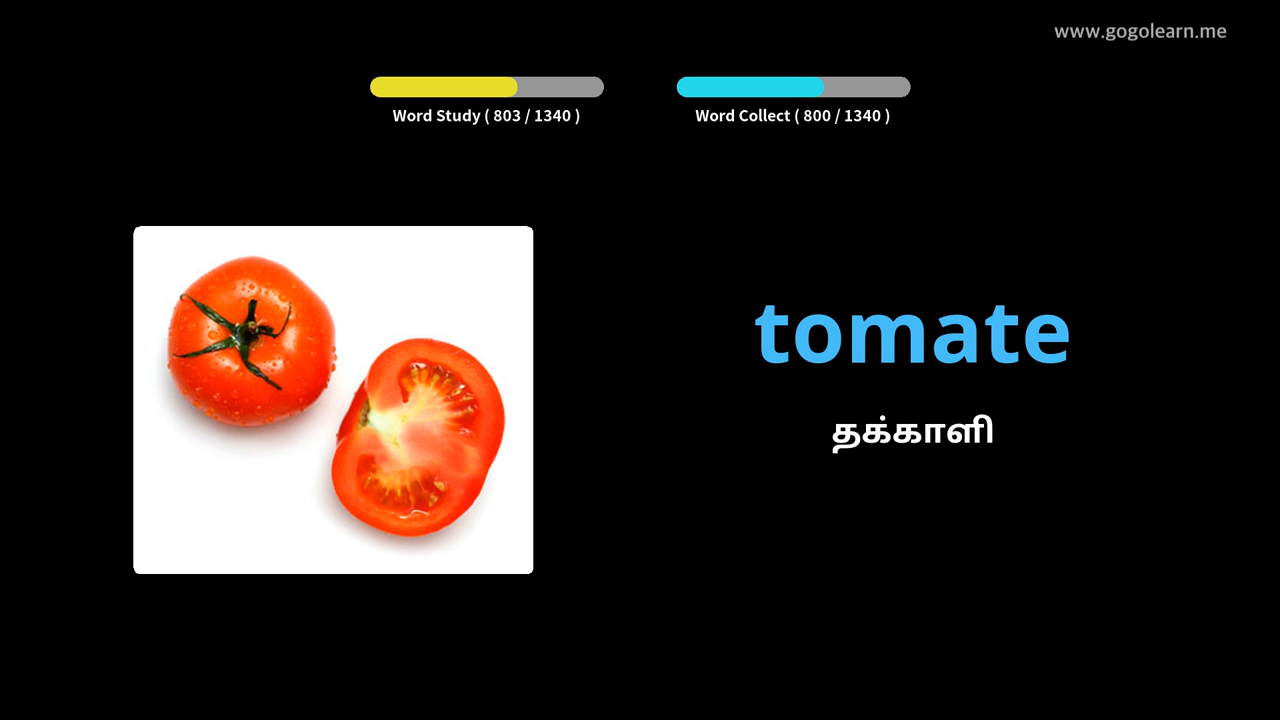 www.gogolearn.me
Word Study ( 803 / 1340 )
Word Collect ( 800 / 1340 )
tomate
தக்காளி